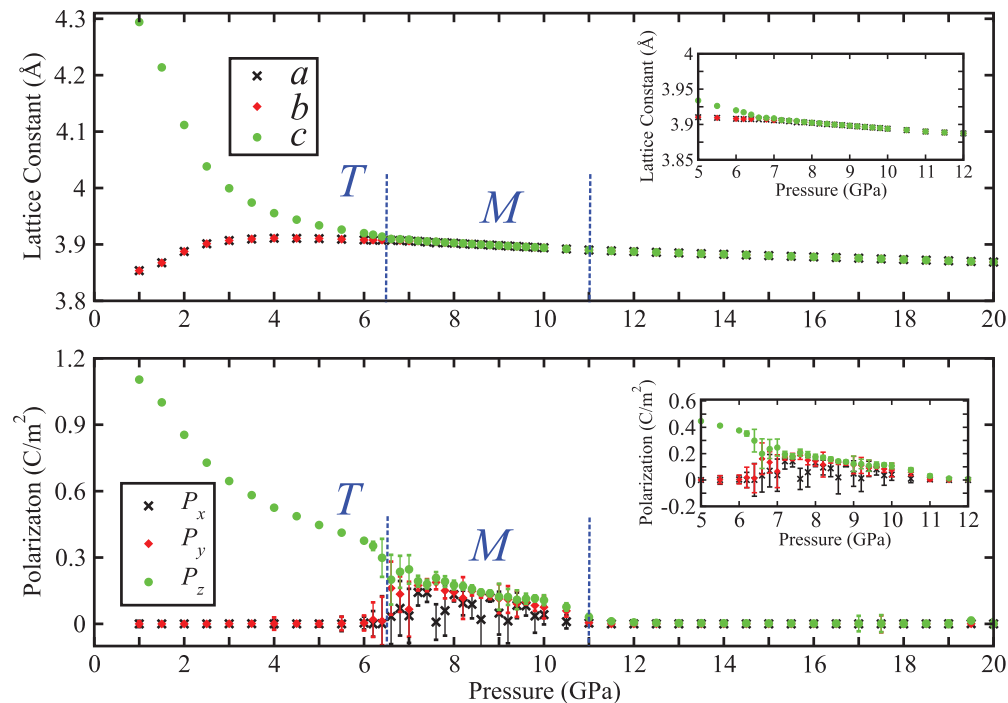 4.3
4.2
4.1
4
3.9
3.8
Lattice Constant (Å)
a
b
c
T
M
4
3.95
3.9
3.85
Lattice Constant (Å)
5 6 7 8 9 10 11 12
Pressure (GPa)
0 2 4 6 8 10 12 14 16 18 20
1.2
0.9
0.6
0.3
0
Polarizaton (C/m²)
Pₓ
P_y
P_z
T
M
0.6
0.4
0.2
0
-0.2
Polarization (C/m²)
5 6 7 8 9 10 11 12
Pressure (GPa)
0 2 4 6 8 10 12 14 16 18 20
Pressure (GPa)